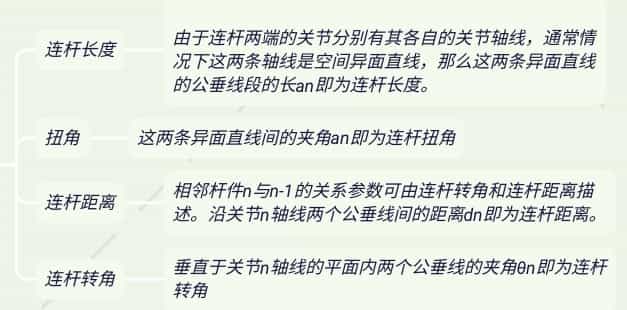 连杆长度
由于连杆两端的关节分别有其各自的关节轴线，通常情
况下这两条轴线是空间异面直线，那么这两条异面直线
的公垂线段的长an即为连杆长度。
扭角
这两条异面直线间的夹角an即为连杆扭角
连杆距离
相邻杆件n与n-1的关系参数可由连杆转角和连杆距离描
述。沿关节n轴线两个公垂线间的距离dn即为连杆距离。
连杆转角
垂直于关节n轴线的平面内两个公垂线的夹角θn即为连杆
转角